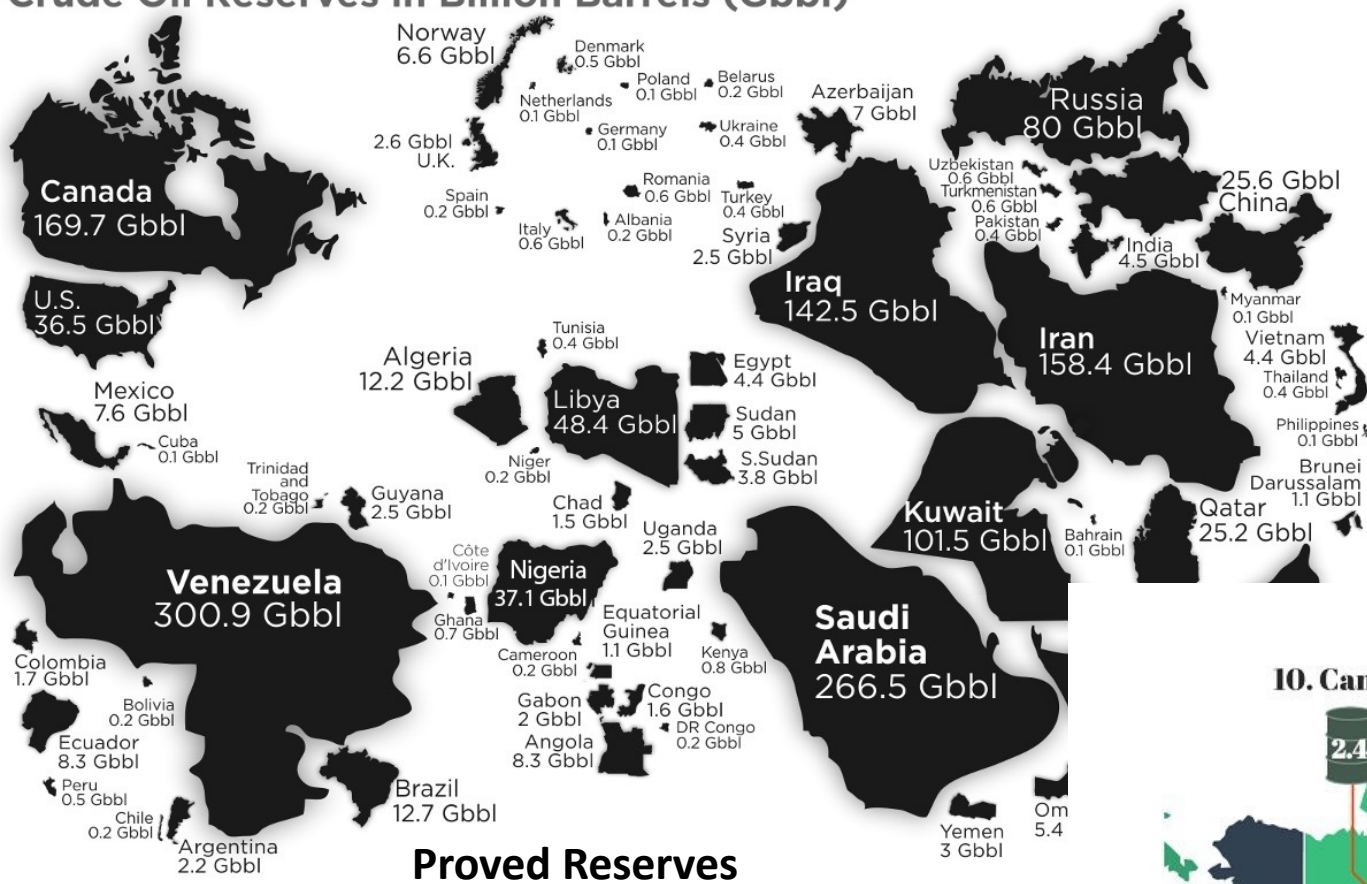 Crude Oil Reserves in Billion Barrels (Gbbl)
Norway
6.6 Gbbl
Denmark
0.5 Gbbl
Netherlands
0.1 Gbbl
Poland
0.1 Gbbl
Belarus
0.2 Gbbl
Germany
0.1 Gbbl
Ukraine
0.4 Gbbl
Azerbaijan
7 Gbbl
Russia
80 Gbbl
2.6 Gbbl
U.K.
Canada
169.7 Gbbl
Spain
0.2 Gbbl
Italy
0.6 Gbbl
Romania
0.6 Gbbl
Albania
0.2 Gbbl
Turkey
0.4 Gbbl
Syria
2.5 Gbbl
Uzbekistan
0.6 Gbbl
Turkmenistan
0.6 Gbbl
Pakistan
0.4 Gbbl
25.6 Gbbl
China
India
4.5 Gbbl
U.S.
36.5 Gbbl
Iraq
142.5 Gbbl
Iran
158.4 Gbbl
Myanmar
0.1 Gbbl
Vietnam
4.4 Gbbl
Thailand
0.4 Gbbl
Philippines
0.1 Gbbl
Brunei
Darussalam
1.1 Gbbl
Mexico
7.6 Gbbl
Cuba
0.1 Gbbl
Algeria
12.2 Gbbl
Tunisia
0.4 Gbbl
Libya
48.4 Gbbl
Egypt
4.4 Gbbl
Sudan
5 Gbbl
S.Sudan
3.8 Gbbl
Niger
0.2 Gbbl
Chad
1.5 Gbbl
Trinidad
and
Tobago
0.2 Gbbl
Guyana
2.5 Gbbl
Uganda
2.5 Gbbl
Kuwait
101.5 Gbbl
Bahrain
0.1 Gbbl
Qatar
25.2 Gbbl
Venezuela
300.9 Gbbl
Côte
d'Ivoire
0.1 Gbbl
Ghana
0.7 Gbbl
Nigeria
37.1 Gbbl
Cameroon
0.2 Gbbl
Equatorial
Guinea
1.1 Gbbl
Kenya
0.8 Gbbl
Saudi
Arabia
266.5 Gbbl
Colombia
1.7 Gbbl
Bolivia
0.2 Gbbl
Ecuador
8.3 Gbbl
Peru
0.5 Gbbl
Chile
0.2 Gbbl
Argentina
2.2 Gbbl
Brazil
12.7 Gbbl
Gabon
2 Gbbl
Congo
1.6 Gbbl
DR Congo
0.2 Gbbl
Angola
8.3 Gbbl
Yemen
3 Gbbl
Om
5.4
10. Can
2.4
Proved Reserves